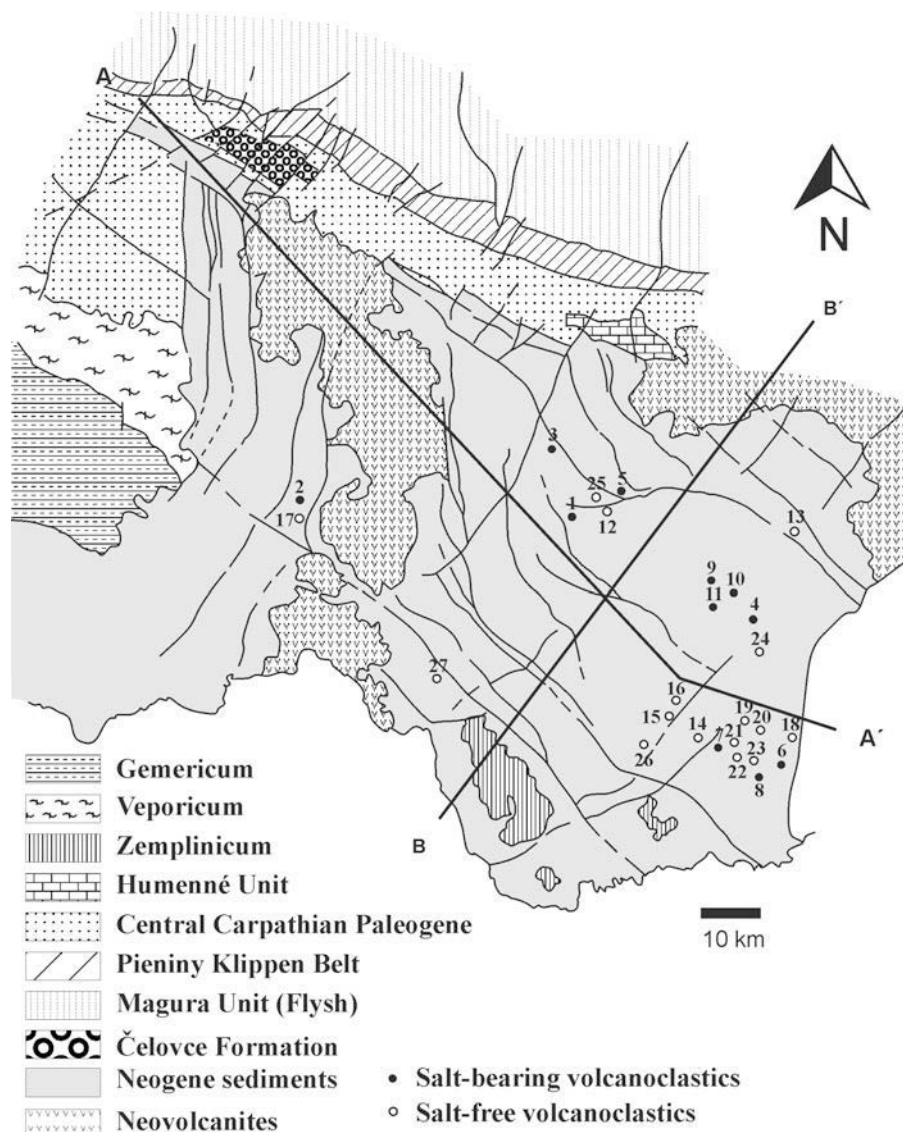 A
N
B´
3
25
5
1
12
2
17
13
9
10
11
4
24
27
16
15
14
19
20
18
7
21
26
22
23
6
8
A´
B
10 km
Gemericum
Veporicum
Zemplinicum
Humenné Unit
Central Carpathian Paleogene
Pieniny Klippen Belt
Magura Unit (Flysh)
Čelovce Formation
Neogene sediments
Neovolcanites
Salt-bearing volcanoclastics
Salt-free volcanoclastics